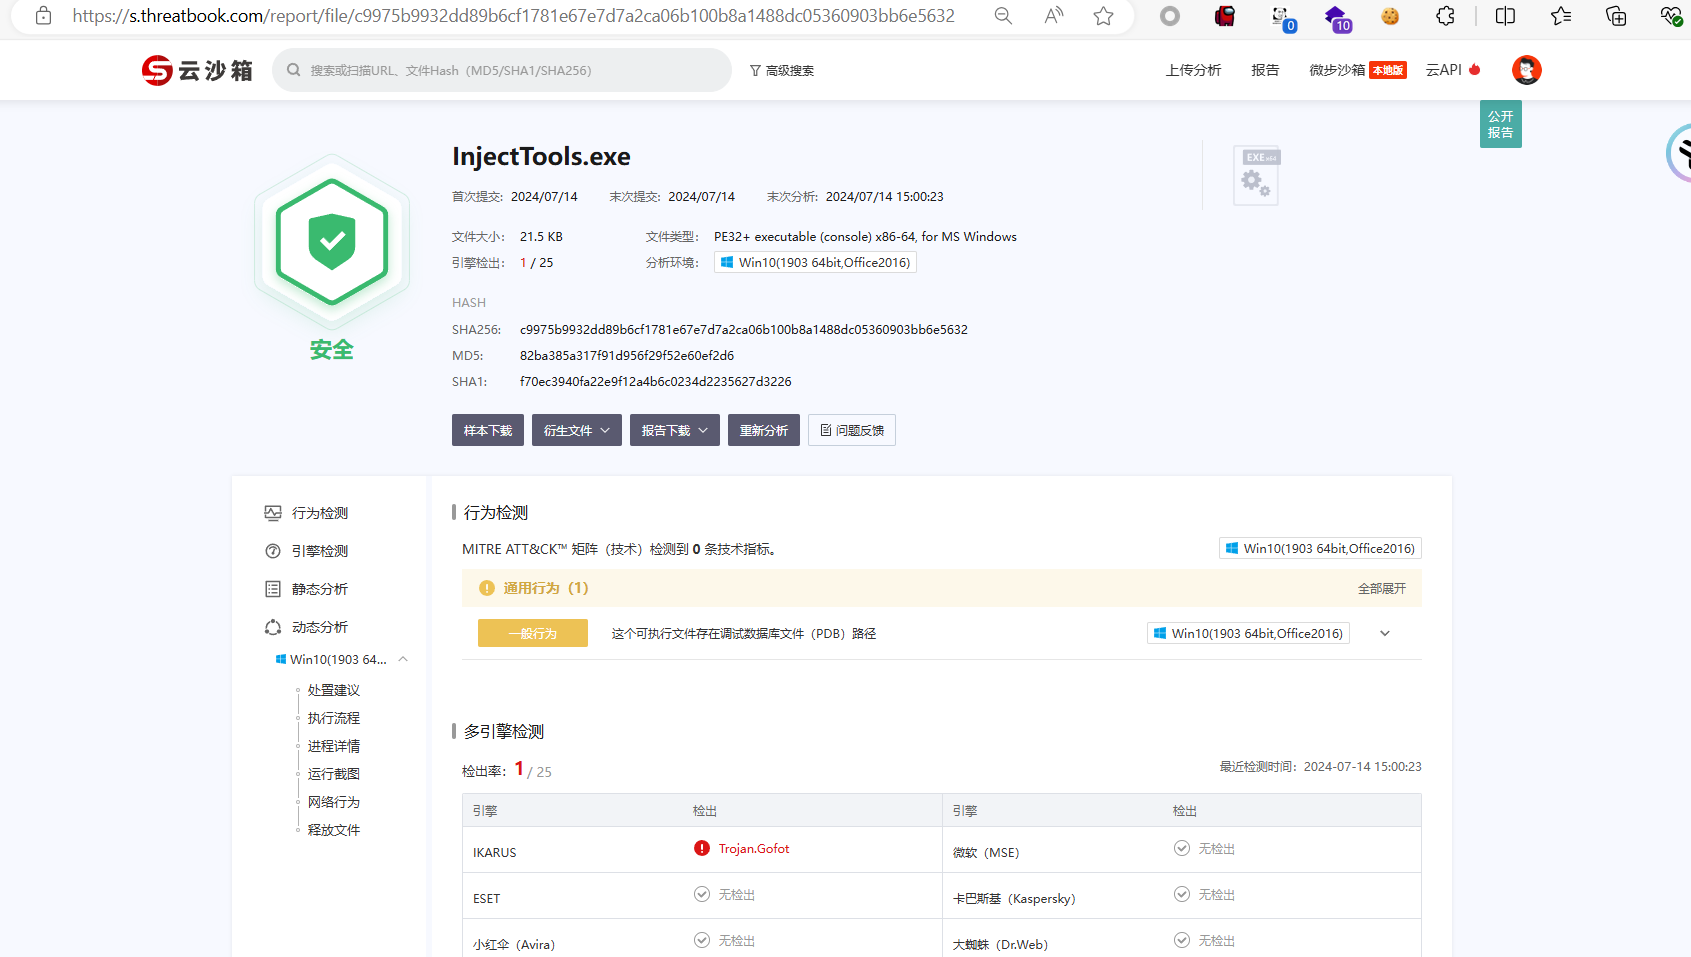 https://s.threatbook.com/report/file/c9975b9932dd89b6cf1781e67e7d7a2ca06b100b8a1488dc05360903bb6e5632
A
0
10
云沙箱
搜索或扫描URL、文件Hash（MD5/SHA1/SHA256）
高级搜索
上传分析
报告
微步沙箱 本地版
云API
公开
报告
InjectTools.exe
EXE x64
首次提交: 2024/07/14 末次提交: 2024/07/14 末次分析: 2024/07/14 15:00:23
文件大小: 21.5 KB 文件类型: PE32+ executable (console) x86-64, for MS Windows
引擎检出: 1 / 25 分析环境: Win10(1903 64bit,Office2016)
HASH
SHA256: c9975b9932dd89b6cf1781e67e7d7a2ca06b100b8a1488dc05360903bb6e5632
安全
MD5: 82ba385a317f91d956f29f52e60ef2d6
SHA1: f70ec3940fa22e9f12a4b6c0234d2235627d3226
样本下载 衍生文件 报告下载 重新分析 问题反馈
行为检测
引擎检测
静态分析
动态分析
Win10(1903 64...
处置建议
执行流程
进程详情
运行截图
网络行为
释放文件
行为检测
MITRE ATT&CK™ 矩阵（技术）检测到 0 条技术指标。
Win10(1903 64bit,Office2016)
通用行为（1） 全部展开
一般行为 这个可执行文件存在调试数据库文件（PDB）路径 Win10(1903 64bit,Office2016)
多引擎检测
检出率: 1 / 25 最近检测时间: 2024-07-14 15:00:23
引擎 检出 引擎 检出
IKARUS Trojan.Gofot 微软（MSE） 无检出
ESET 无检出 卡巴斯基（Kaspersky） 无检出
小红伞（Avira） 无检出 大蜘蛛（Dr.Web） 无检出